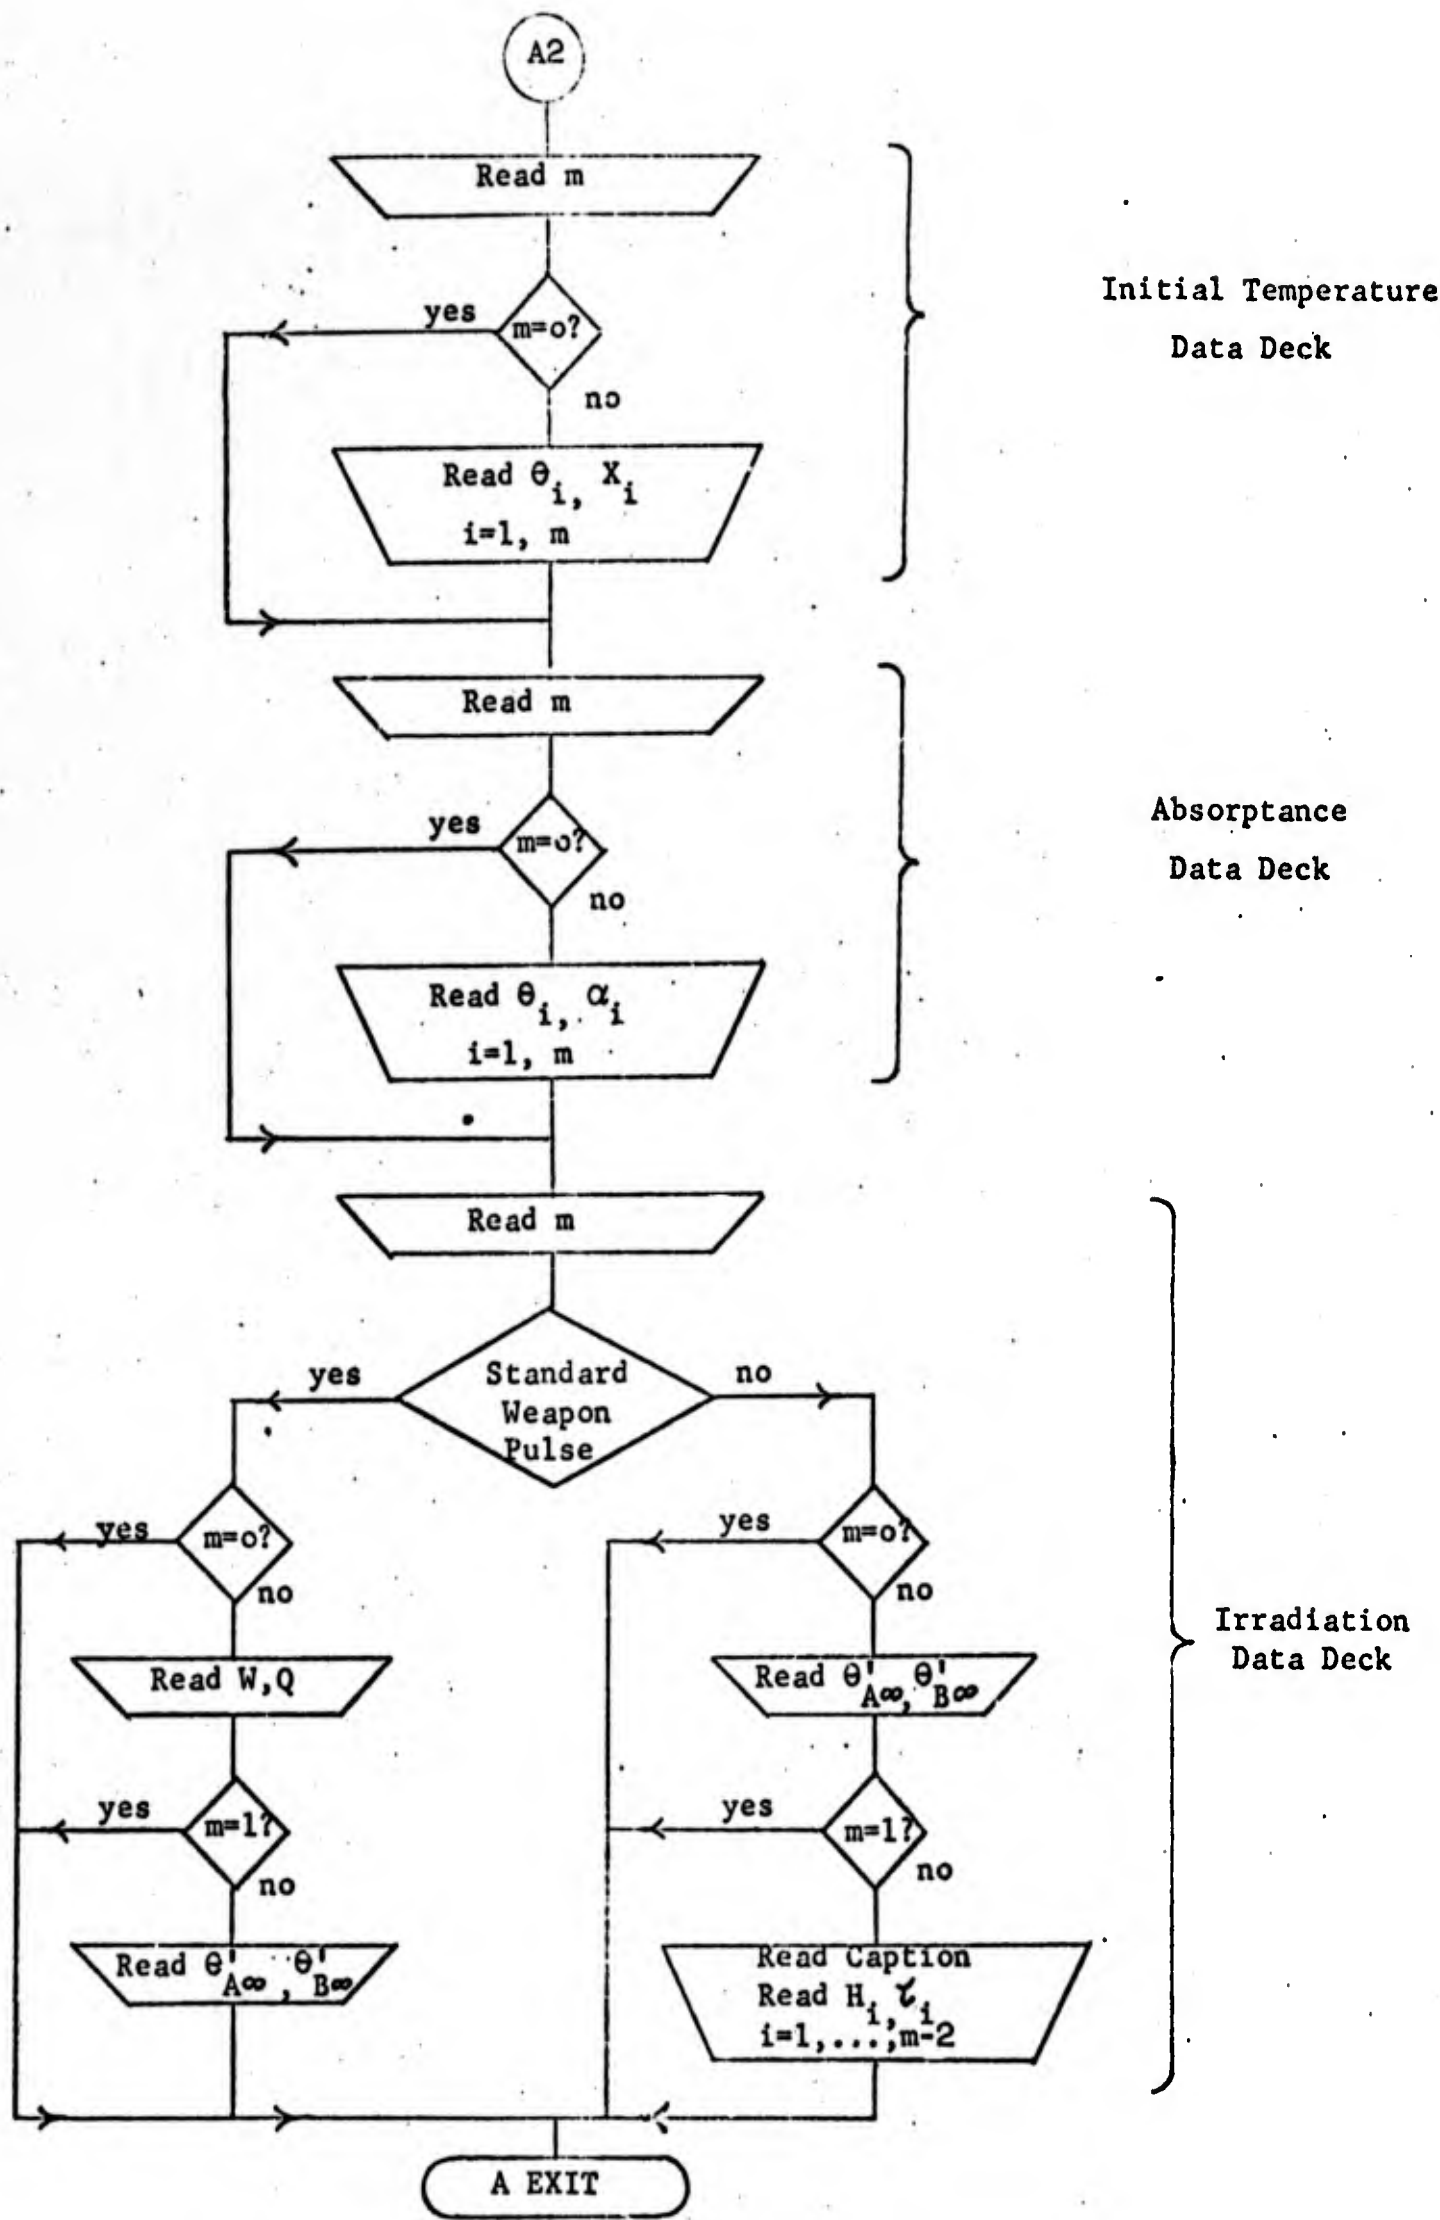 A2
Read m
yes
m=o?
no
Read θi, Xi
i=1, m
Initial Temperature
Data Deck
Read m
yes
m=o?
no
Read θi, αi
i=1, m
Absorptance
Data Deck
Read m
yes
Standard
Weapon
Pulse
no
yes
m=o?
no
Read W,Q
yes
m=1?
no
Read θ'A∞, θ'B∞
yes
m=o?
no
Read θ'A∞, θ'B∞
yes
m=1?
no
Read Caption
Read Hi, τi
i=1,...,m-2
Irradiation
Data Deck
A EXIT